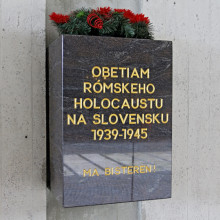 OBETIAM
RÓMSKEHO
HOLOCAUSTU
NA SLOVENSKU
1939-1945
MA BISTEREN!